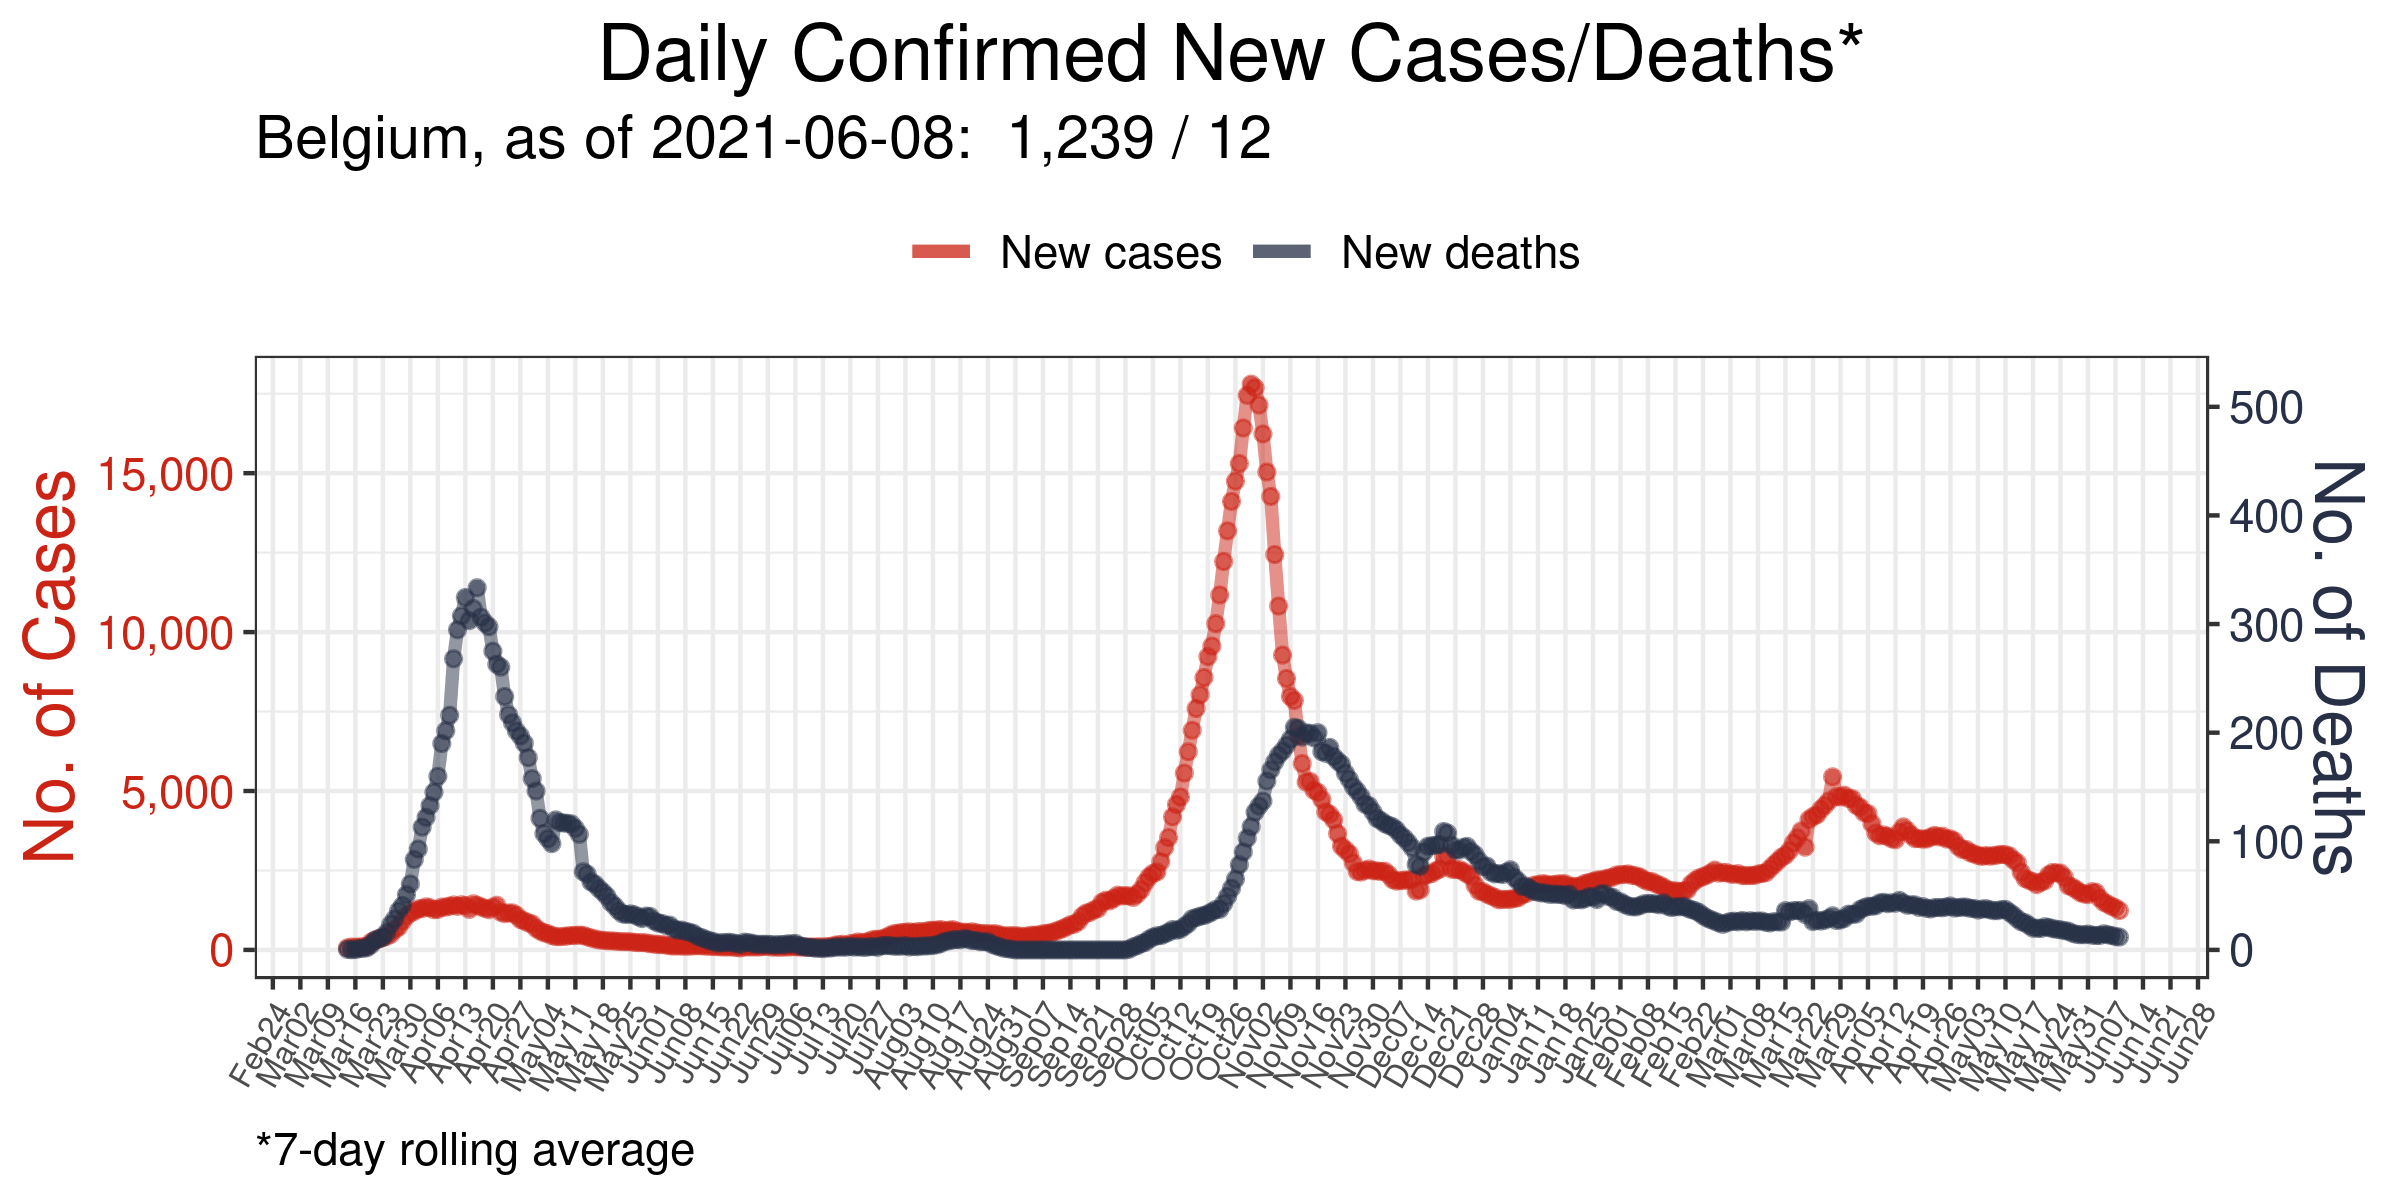 Daily Confirmed New Cases/Deaths*
Belgium, as of 2021-06-08:  1,239 / 12
New cases
New deaths
No. of Cases
15,000
10,000
5,000
0
500
400
300
200
100
0
No. of Deaths
Feb24
Mar02
Mar09
Mar16
Mar23
Mar30
Apr06
Apr13
Apr20
Apr27
May04
May11
May18
May25
Jun01
Jun08
Jun15
Jun22
Jun29
Jul06
Jul13
Jul20
Jul27
Aug03
Aug10
Aug17
Aug24
Aug31
Sep07
Sep14
Sep21
Sep28
Oct05
Oct12
Oct19
Oct26
Nov02
Nov09
Nov16
Nov23
Nov30
Dec07
Dec14
Dec21
Dec28
Jan04
Jan11
Jan18
Jan25
Feb01
Feb08
Feb15
Feb22
Mar01
Mar08
Mar15
Mar22
Mar29
Apr05
Apr12
Apr19
Apr26
May03
May10
May17
May24
May31
Jun07
Jun14
Jun21
Jun28
*7-day rolling average